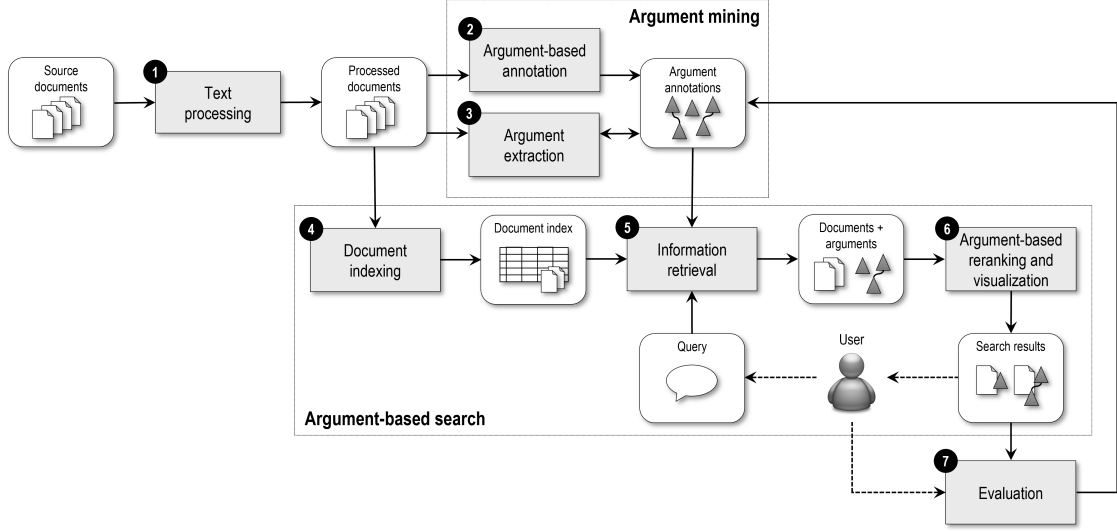 Argument mining
Source
documents
1
Text
processing
Processed
documents
2
Argument-based
annotation
3
Argument
extraction
Argument
annotations
4
Document
indexing
Document index
5
Information
retrieval
Documents +
arguments
6
Argument-based
reranking and
visualization
Query
User
Search results
Argument-based search
7
Evaluation